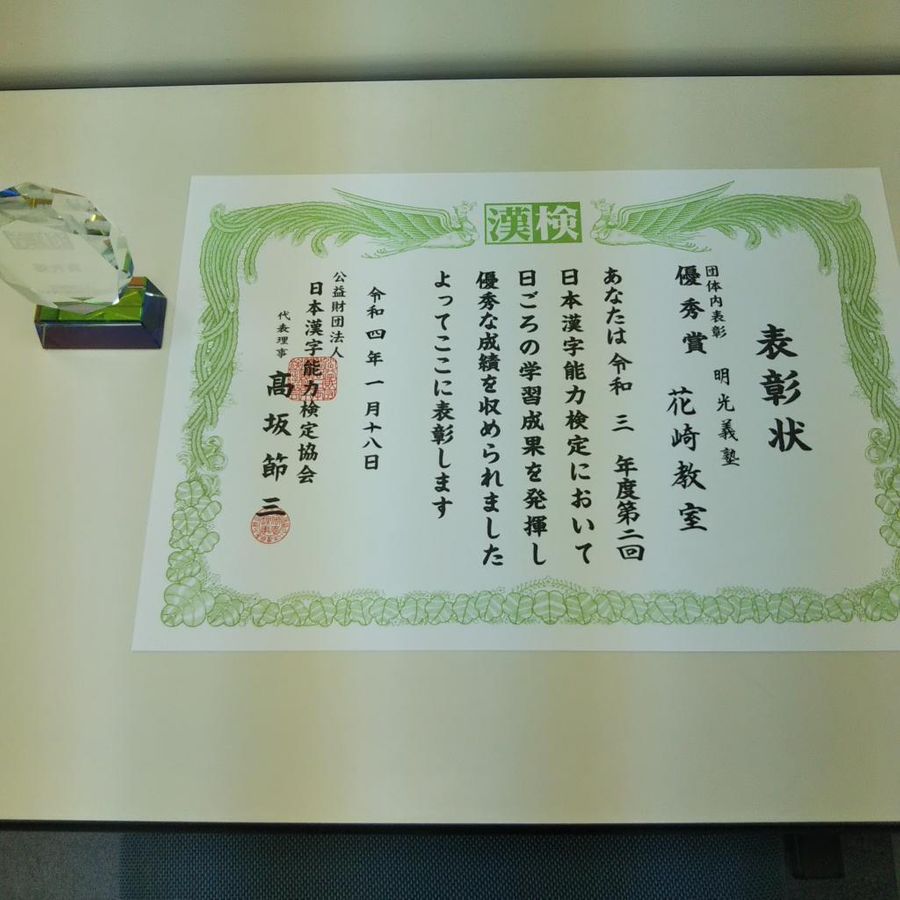 漢検
表彰状
団体内表彰
優秀賞
明光義塾
花崎教室
あなたは令和 三 年度第二回
日本漢字能力検定において
日ごろの学習成果を発揮し
優秀な成績を収められました
よってここに表彰します
令和四年一月十八日
公益財団法人
日本漢字能力検定協会
代表理事
髙坂節三